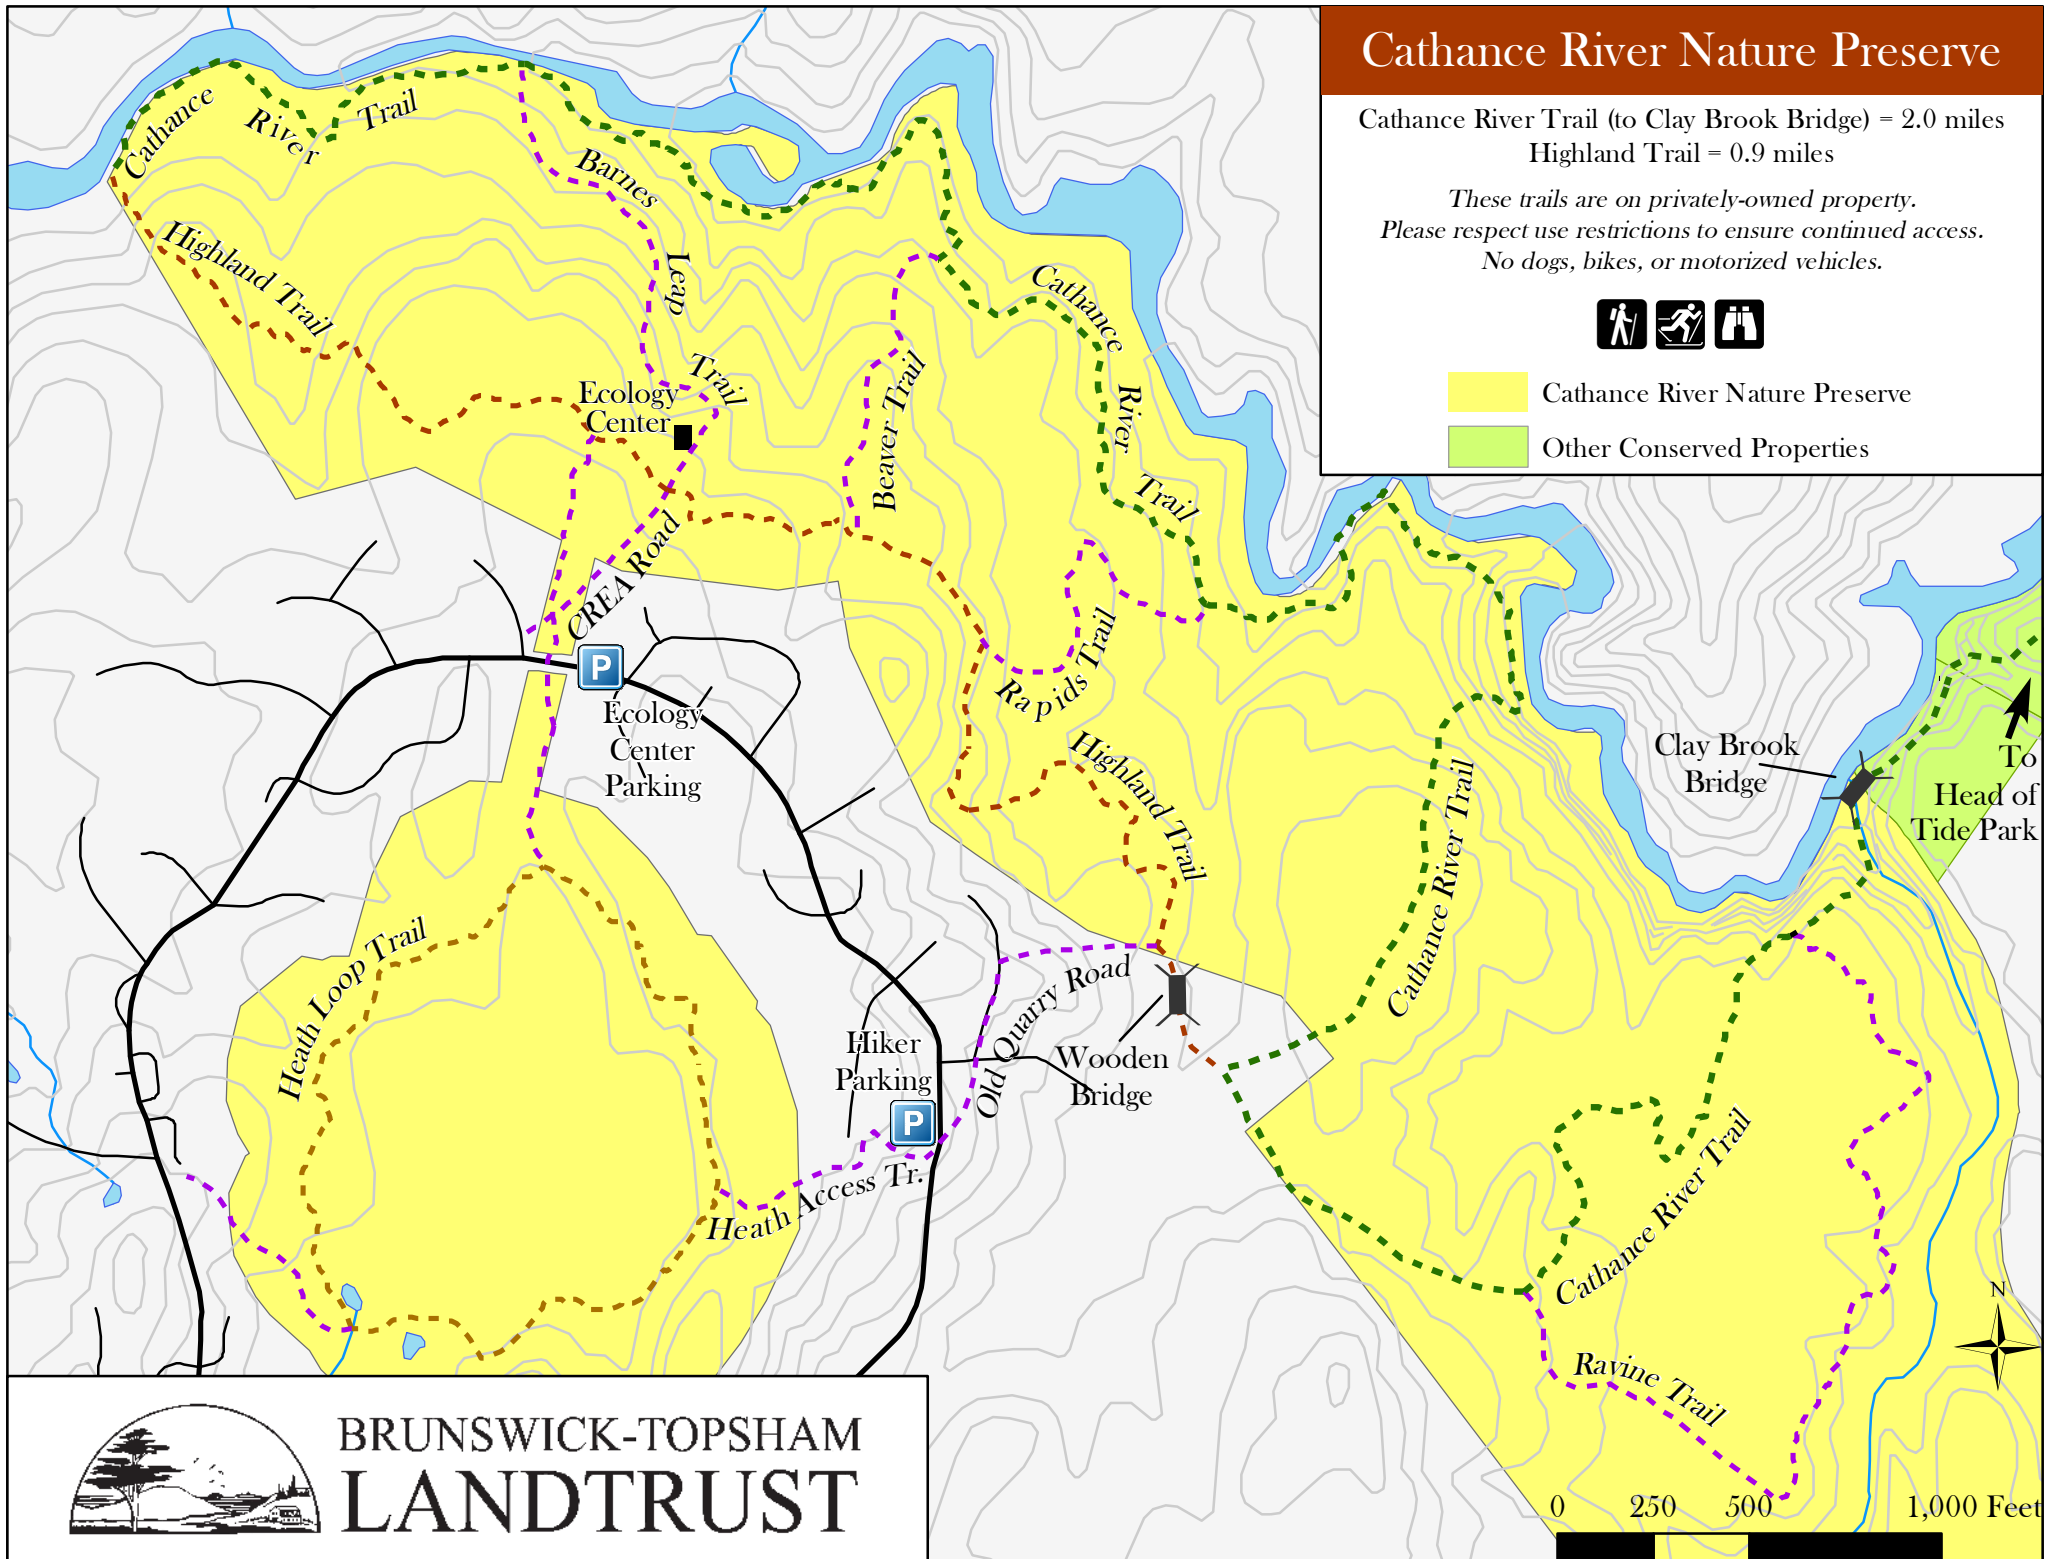 Cathance River Nature Preserve
Cathance River Trail (to Clay Brook Bridge) = 2.0 miles
Highland Trail = 0.9 miles
These trails are on privately-owned property.
Please respect use restrictions to ensure continued access.
No dogs, bikes, or motorized vehicles.
Cathance River Nature Preserve
Other Conserved Properties
Cathance River Trail
Barnes Leap Trail
Highland Trail
Ecology
Center
Beaver Trail
Cathance River Trail
CREA Road
P
Ecology
Center
Parking
Rapids Trail
Highland Trail
Cathance River Trail
Clay Brook
Bridge
To
Head of
Tide Park
Heath Loop Trail
Old Quarry Road
Wooden
Bridge
Hiker
Parking
P
Heath Access Tr.
Cathance River Trail
Ravine Trail
N
0 250 500 1,000 Feet
BRUNSWICK-TOPSHAM
LANDTRUST